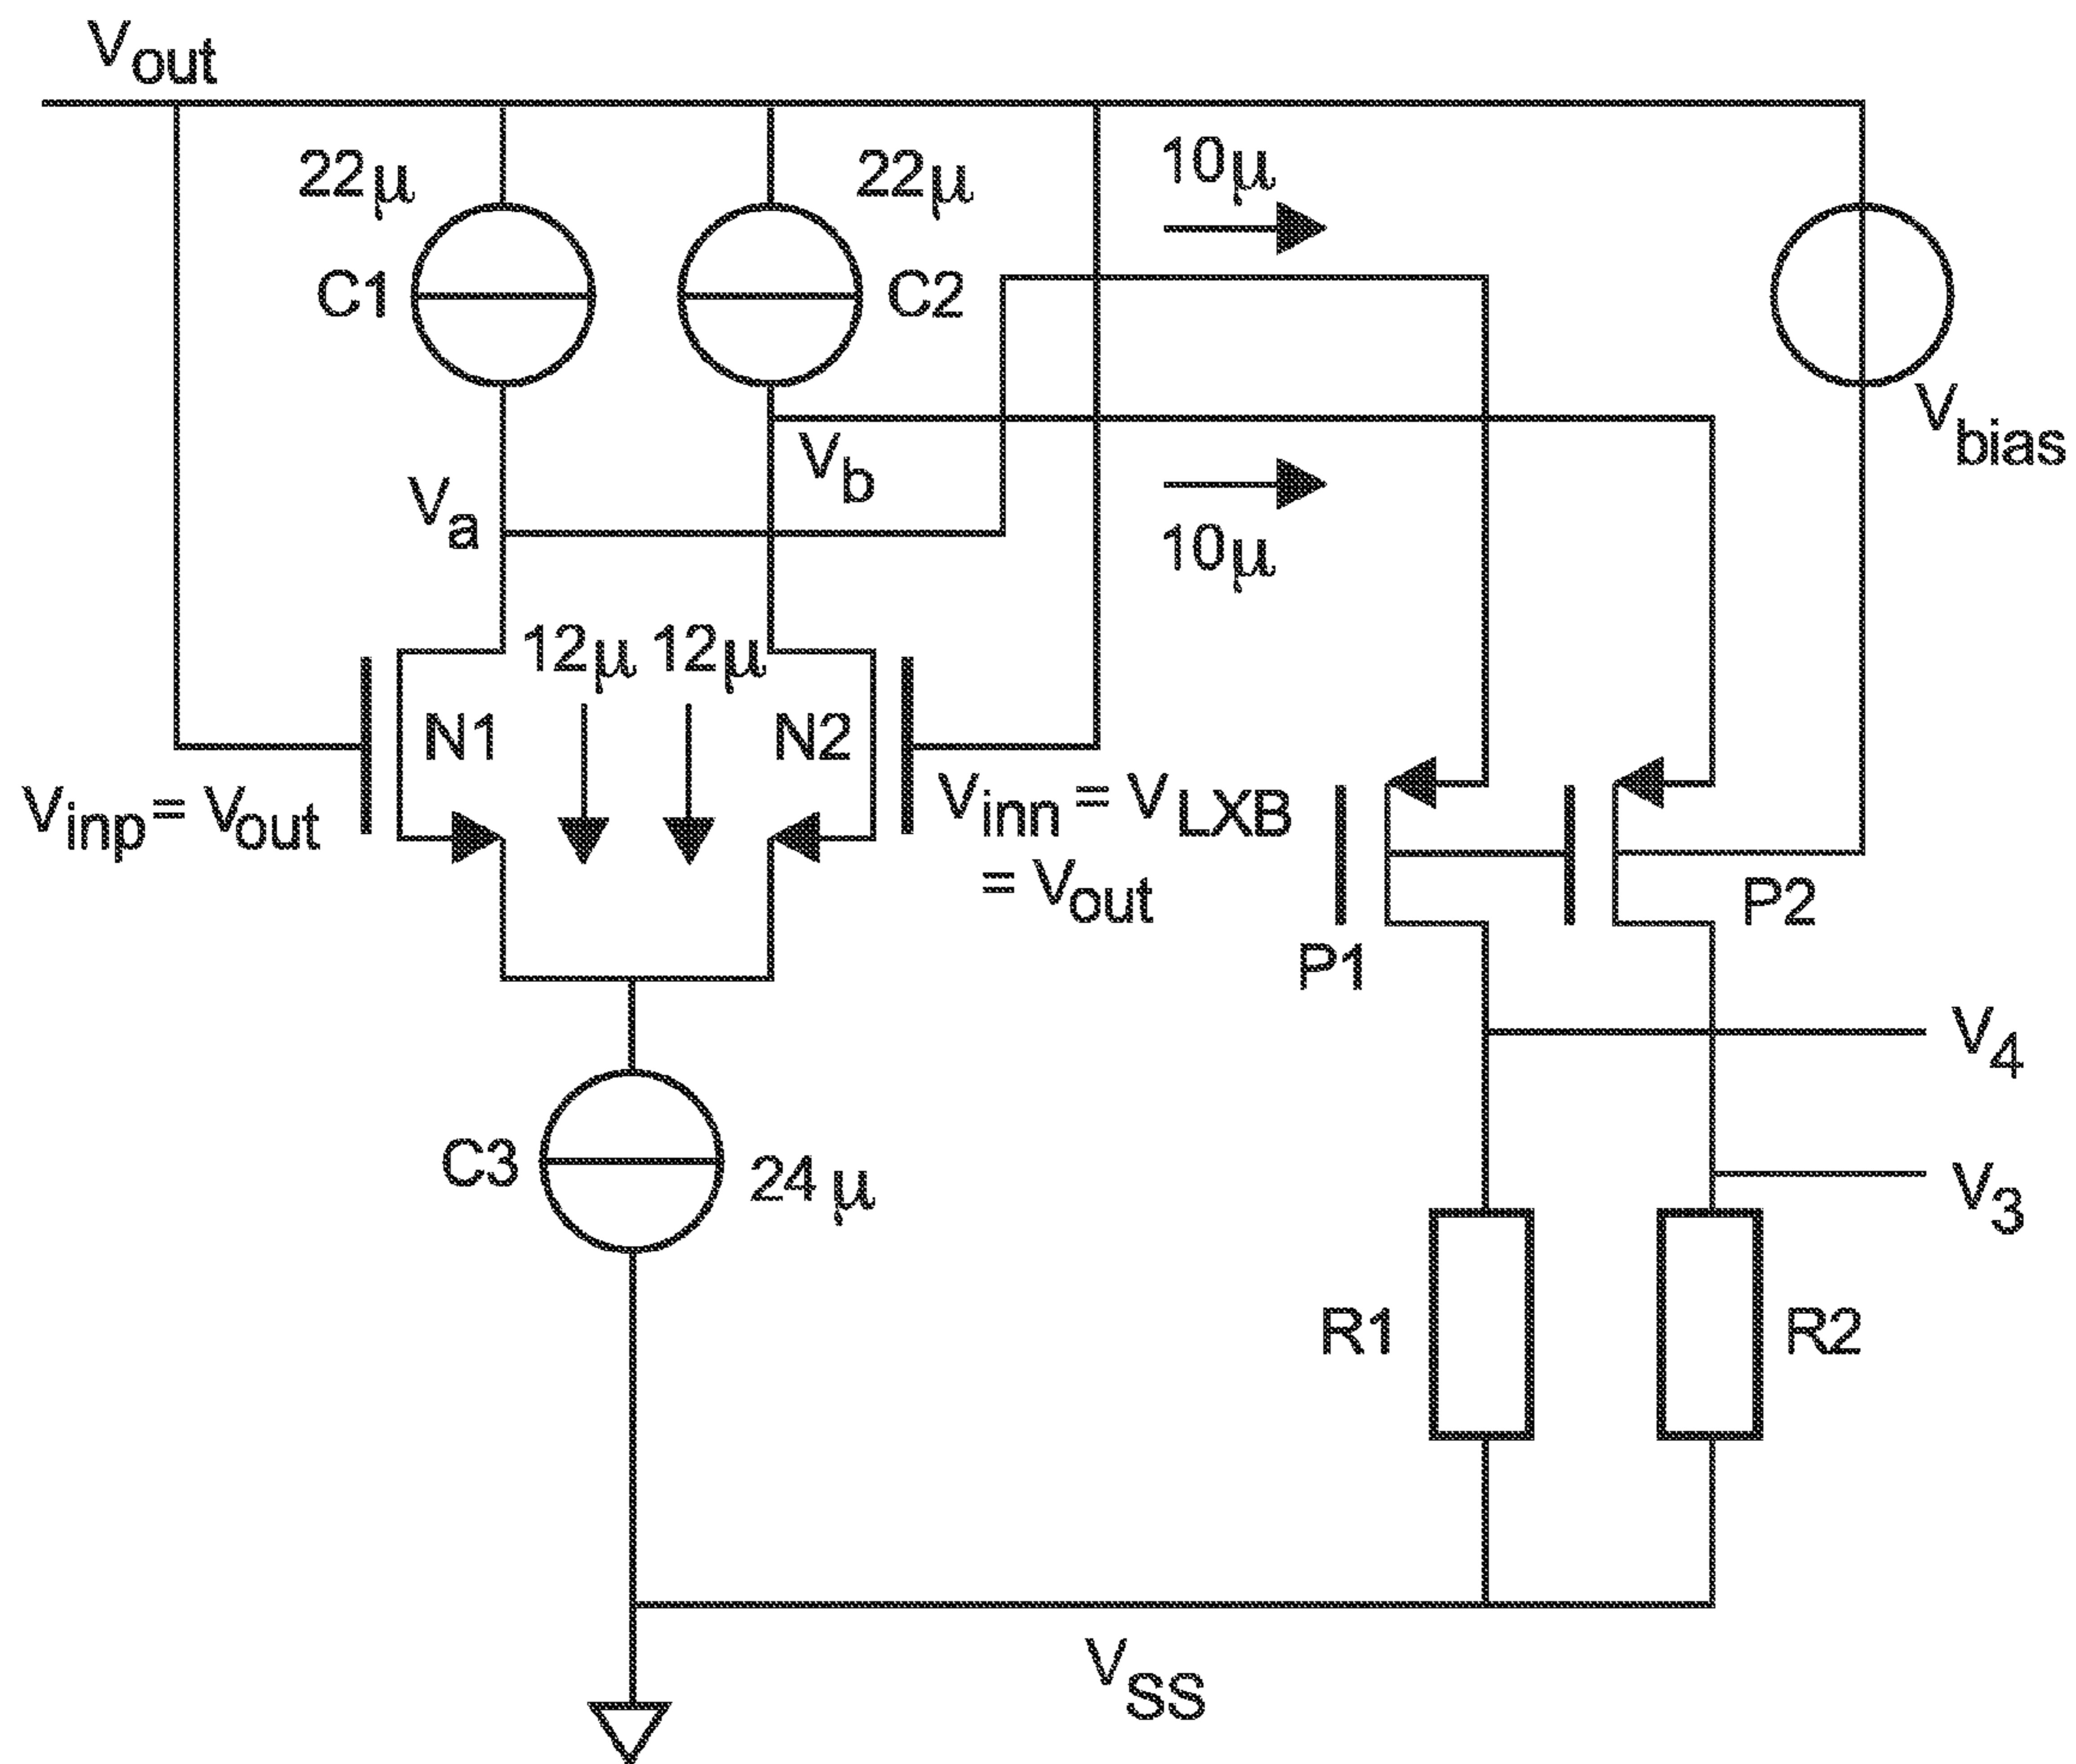 Vout
22μ
22μ
10μ
C1
C2
Vbias
Vb
Va
10μ
12μ
12μ
N1
N2
Vinp = Vout
Vinn = VLXB
= Vout
P2
P1
V4
C3
24 μ
V3
R1
R2
VSS